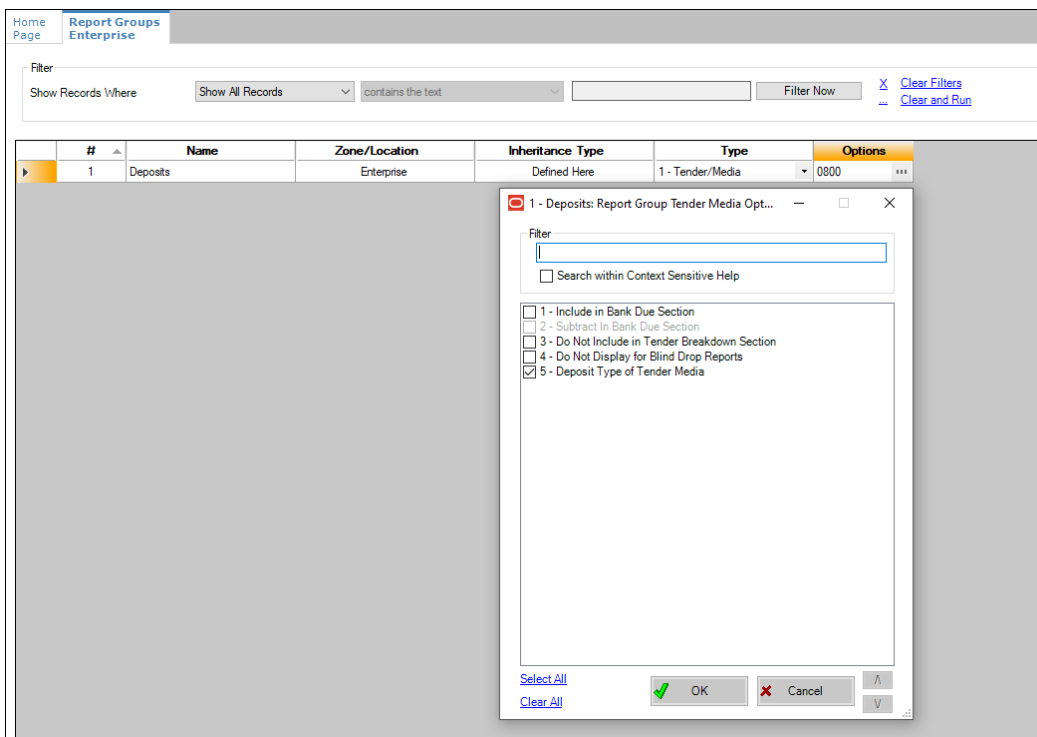 Home Page
Report Groups Enterprise
Filter
Show Records Where
Show All Records
contains the text
Filter Now
X Clear Filters
... Clear and Run
# Name Zone/Location Inheritance Type Type Options
1 Deposits Enterprise Defined Here 1 - Tender/Media 0800 ...
1 - Deposits: Report Group Tender Media Opt...
Filter
Search within Context Sensitive Help
1 - Include in Bank Due Section
2 - Subtract In Bank Due Section
3 - Do Not Include in Tender Breakdown Section
4 - Do Not Display for Blind Drop Reports
5 - Deposit Type of Tender Media
Select All
Clear All
OK
Cancel